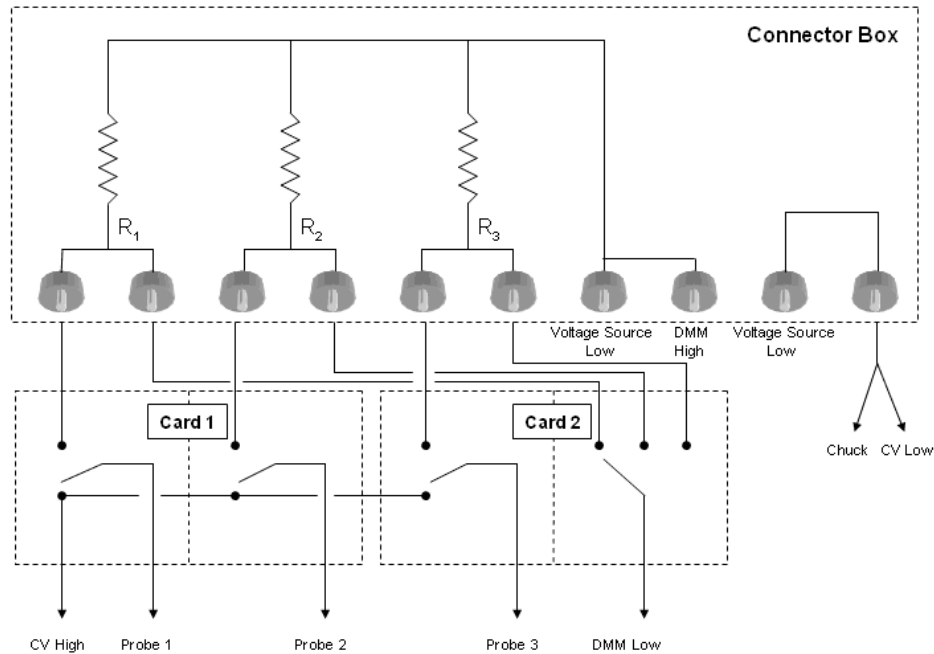 Connector Box
R1
R2
R3
Voltage Source
Low
DMM
High
Voltage Source
Low
Card 1
Card 2
Chuck
CV Low
CV High
Probe 1
Probe 2
Probe 3
DMM Low